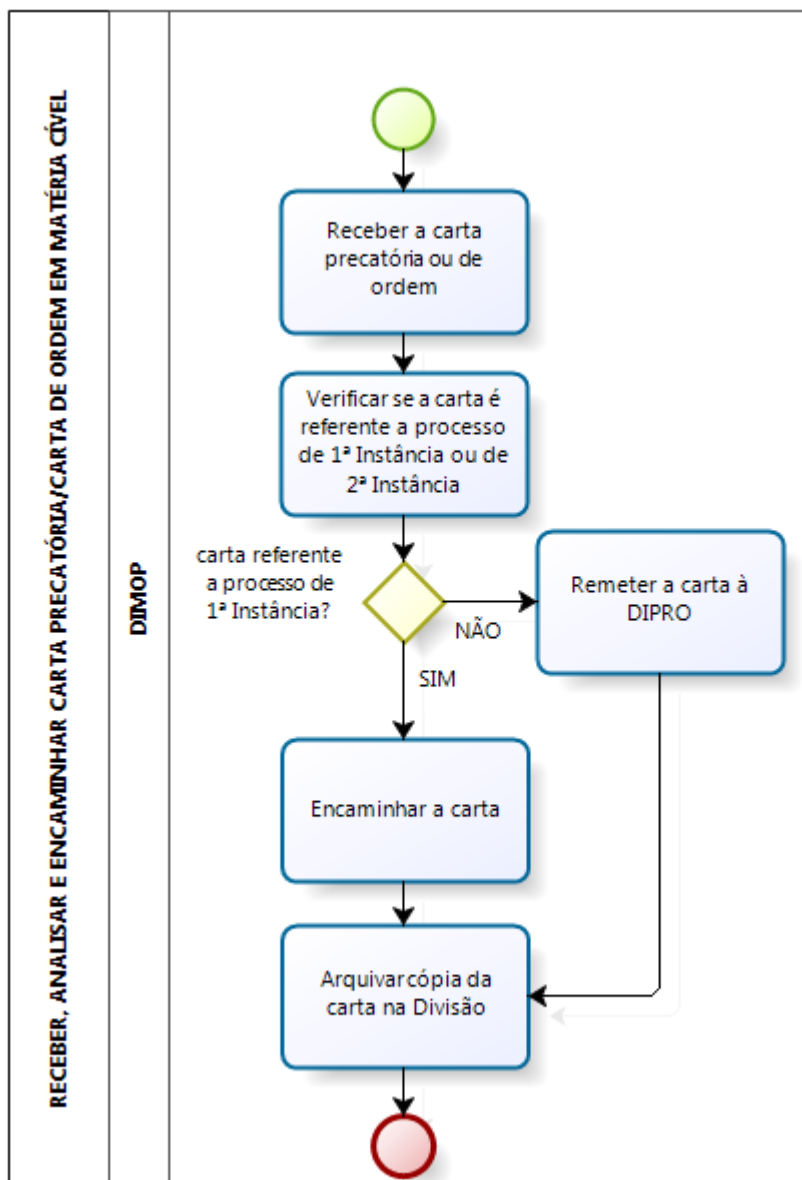 RECEBER, ANALISAR E ENCAMINHAR CARTA PRECATÓRIA/CARTA DE ORDEM EM MATÉRIA CÍVEL
DIMOP
Receber a carta
precatória ou de
ordem
Verificar se a carta é
referente a processo
de 1ª Instância ou de
2ª Instância
carta referente
a processo de
1ª Instância?
NÃO
Remeter a carta à
DIPRO
SIM
Encaminhar a carta
Arquivar cópia da
carta na Divisão